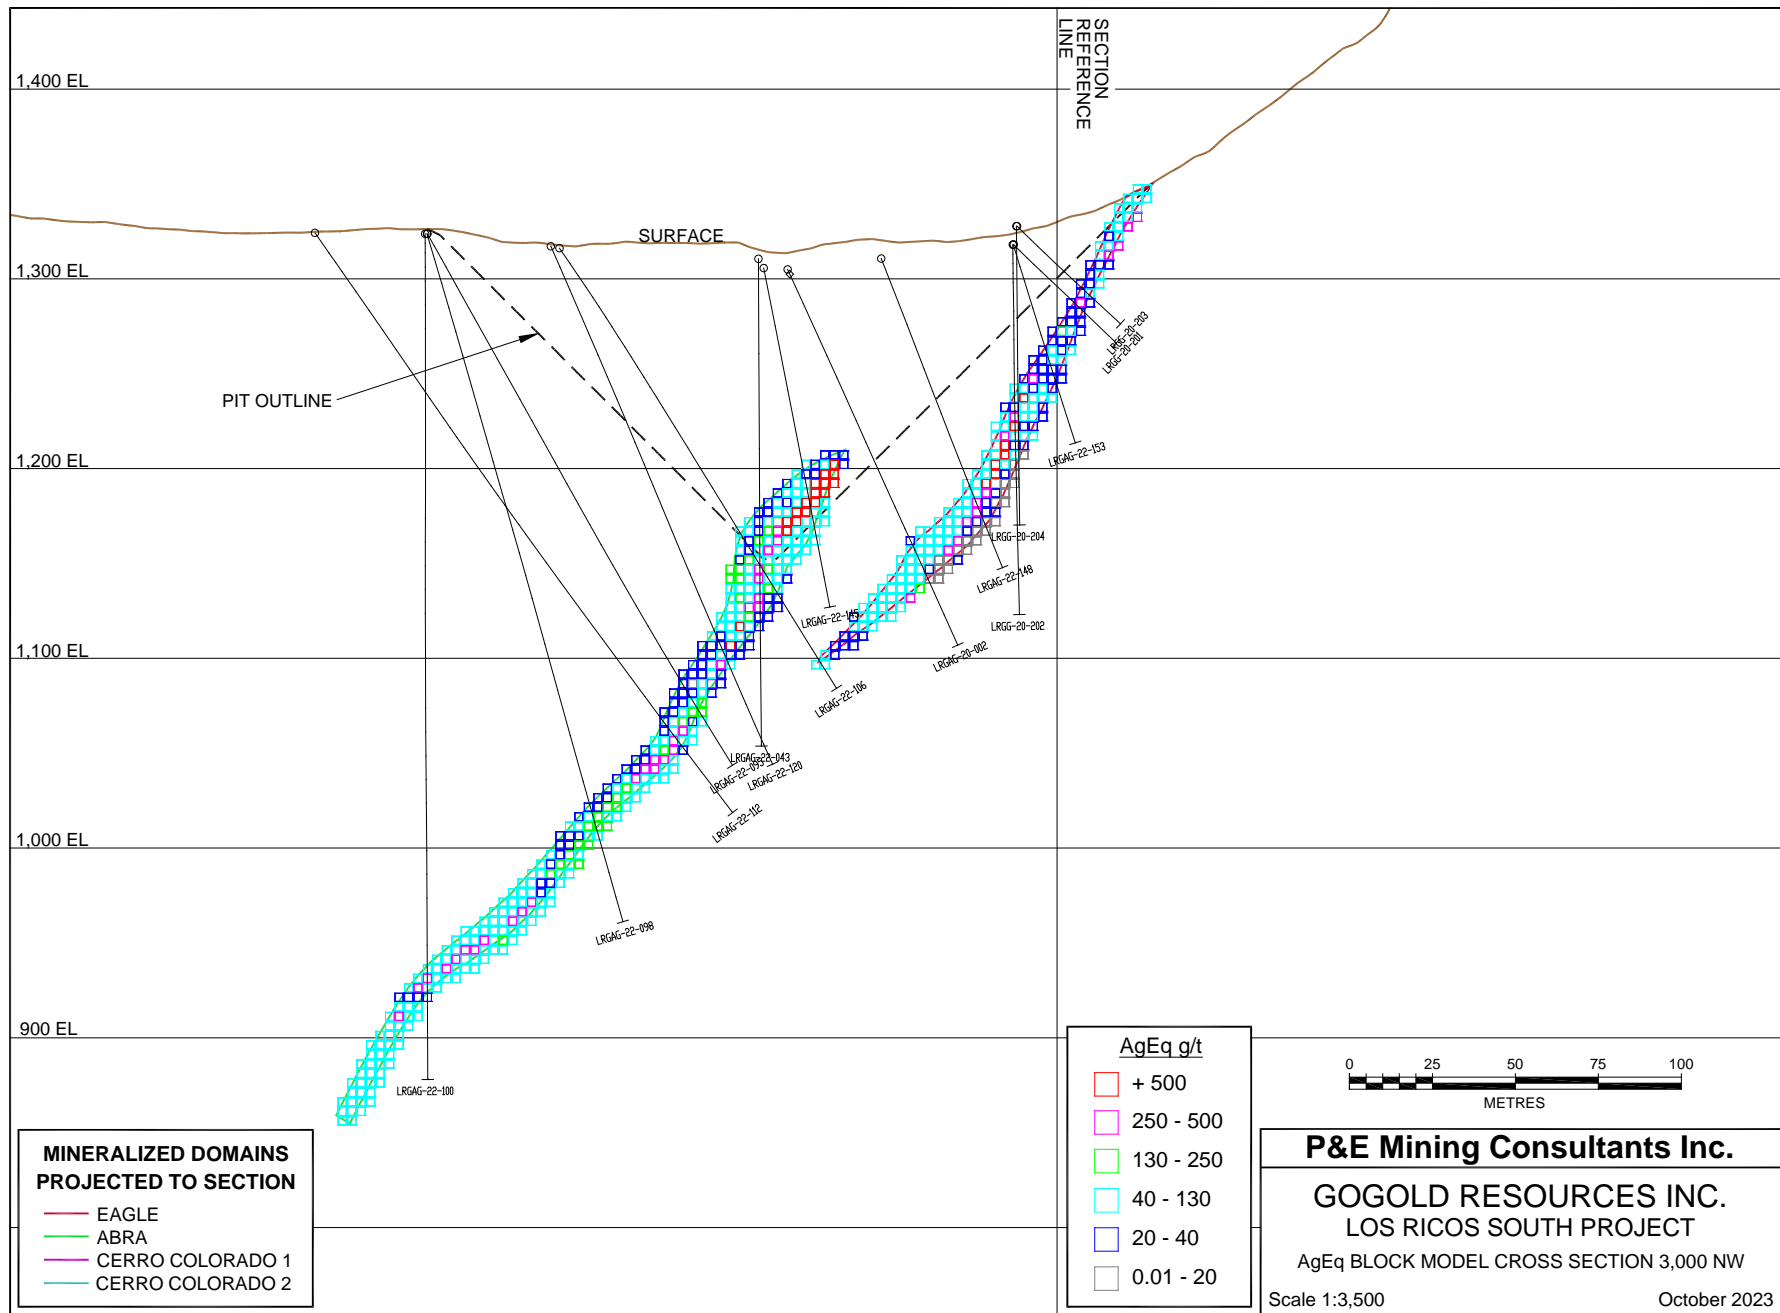 SECTION
REFERENCE
LINE
1,400 EL
SURFACE
1,300 EL
LRGG-20-203
LRGG-20-201
PIT OUTLINE
1,200 EL
LRGAG-22-153
LRGG-20-204
LRGAG-22-148
LRGAG-22-145
LRGG-20-202
LRGAG-20-002
1,100 EL
LRGAG-22-106
LRGAG-22-043
LRGAG-22-093
LRGAG-22-120
LRGAG-22-112
1,000 EL
LRGAG-22-098
900 EL
LRGAG-22-100
AgEq g/t
+ 500
250 - 500
130 - 250
40 - 130
20 - 40
0.01 - 20
0 25 50 75 100
METRES
MINERALIZED DOMAINS
PROJECTED TO SECTION
EAGLE
ABRA
CERRO COLORADO 1
CERRO COLORADO 2
P&E Mining Consultants Inc.
GOGOLD RESOURCES INC.
LOS RICOS SOUTH PROJECT
AgEq BLOCK MODEL CROSS SECTION 3,000 NW
Scale 1:3,500 October 2023